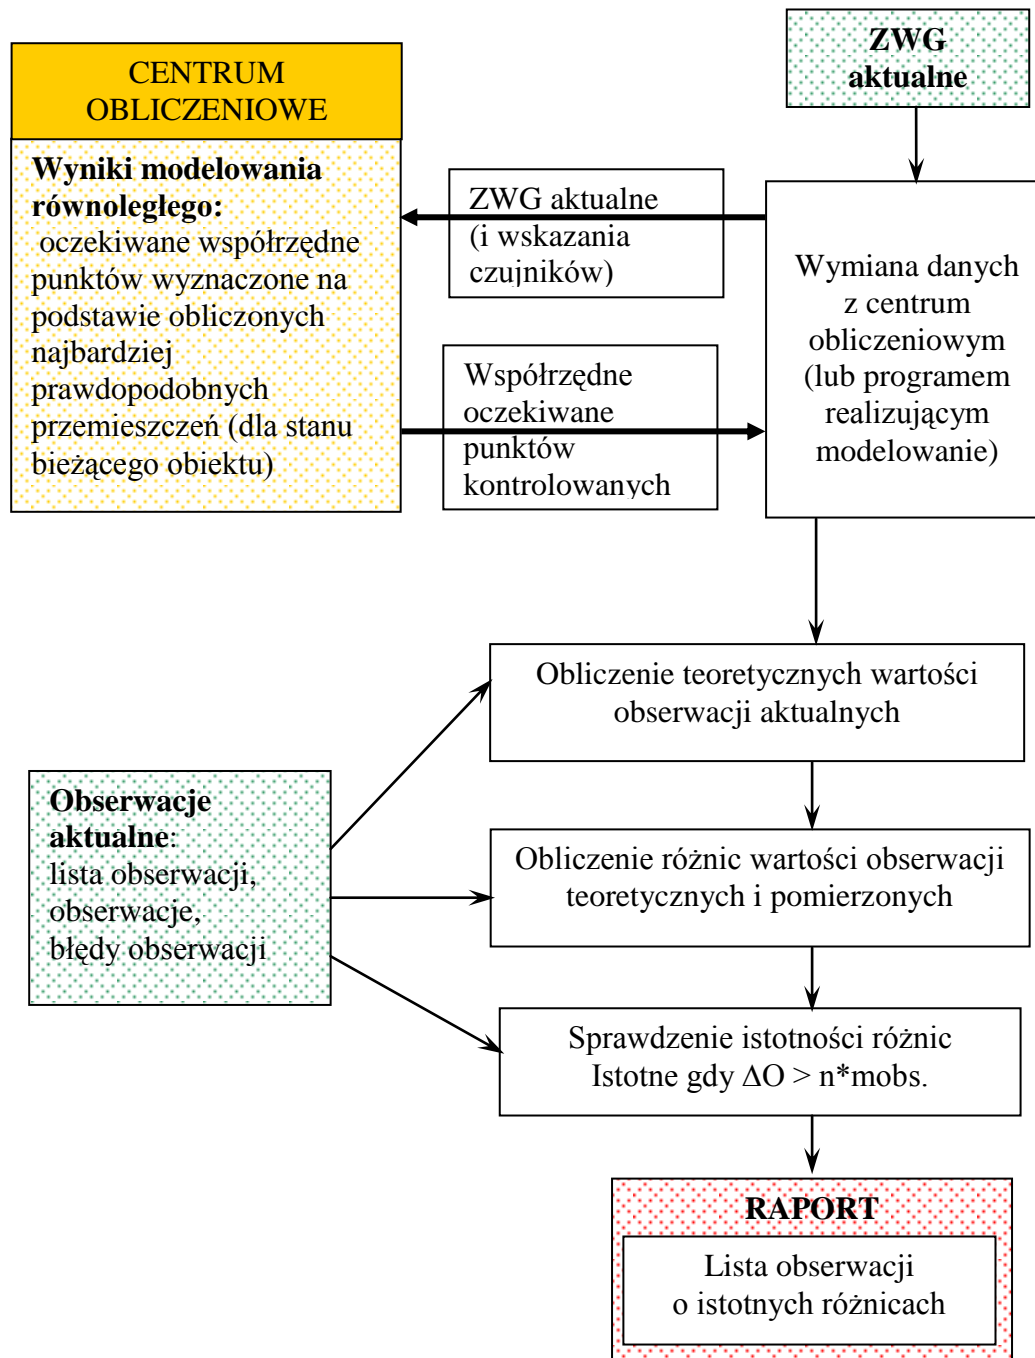 ZWG
aktualne
CENTRUM
OBLICZENIOWE
Wyniki modelowania
równoległego:
oczekiwane współrzędne
punktów wyznaczone na
podstawie obliczonych
najbardziej
prawdopodobnych
przemieszczeń (dla stanu
bieżącego obiektu)
ZWG aktualne
(i wskazania
czujników)
Współrzędne
oczekiwane
punktów
kontrolowanych
Wymiana danych
z centrum
obliczeniowym
(lub programem
realizującym
modelowanie)
Obliczenie teoretycznych wartości
obserwacji aktualnych
Obserwacje
aktualne:
lista obserwacji,
obserwacje,
błędy obserwacji
Obliczenie różnic wartości obserwacji
teoretycznych i pomierzonych
Sprawdzenie istotności różnic
Istotne gdy ΔO > n*mobs.
RAPORT
Lista obserwacji
o istotnych różnicach